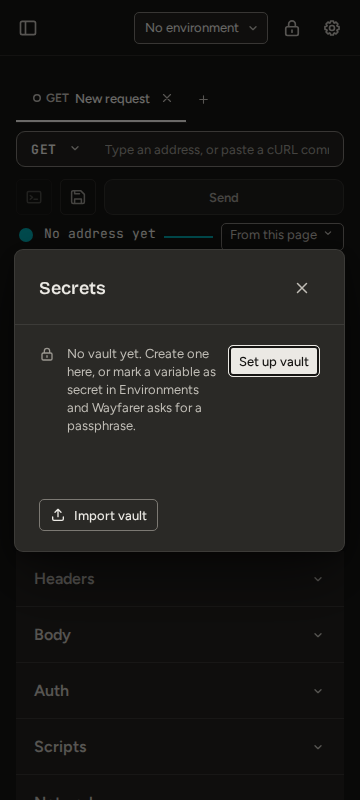 No environment
GET New request
GET
Type an address, or paste a cURL comm
Send
No address yet
From this page
Secrets
No vault yet. Create one
here, or mark a variable as
secret in Environments
and Wayfarer asks for a
passphrase.
Set up vault
Import vault
Headers
Body
Auth
Scripts